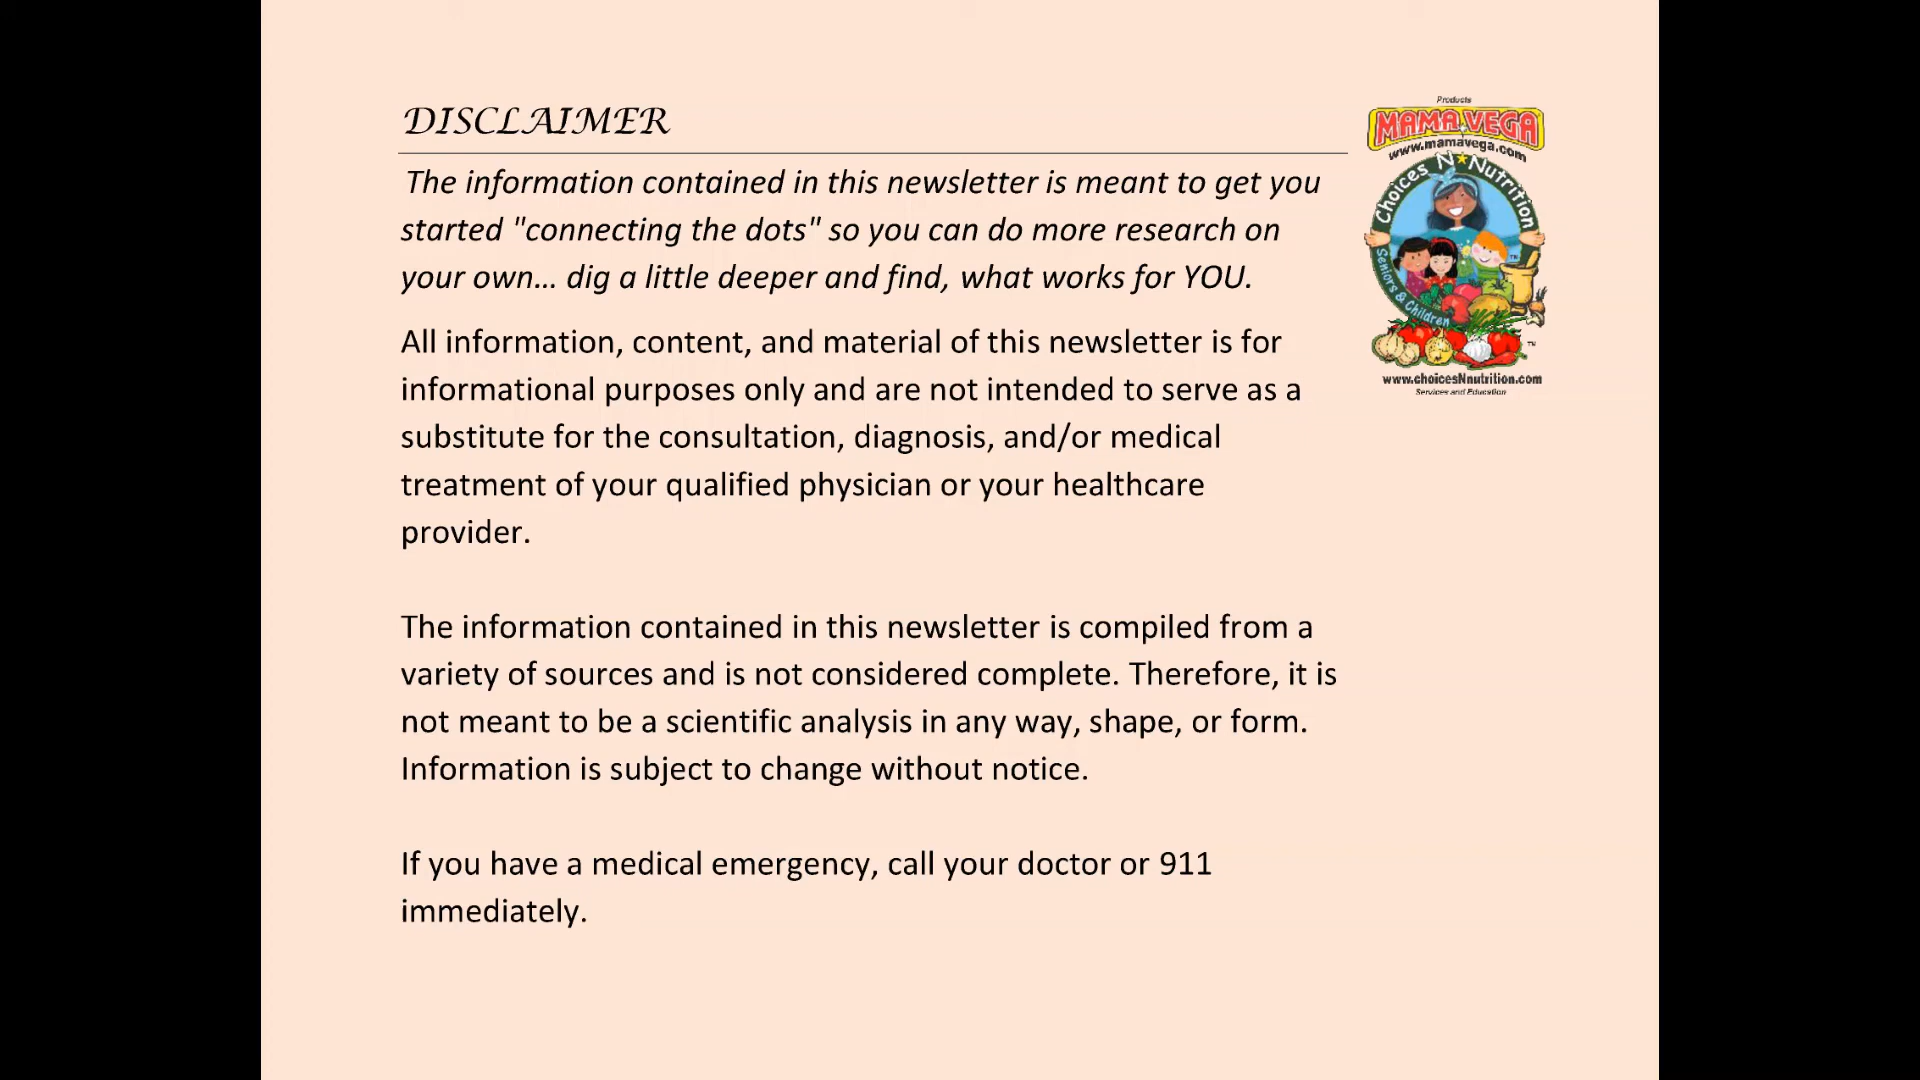 DISCLAIMER
The information contained in this newsletter is meant to get you
started "connecting the dots" so you can do more research on
your own... dig a little deeper and find, what works for YOU.
All information, content, and material of this newsletter is for
informational purposes only and are not intended to serve as a
substitute for the consultation, diagnosis, and/or medical
treatment of your qualified physician or your healthcare
provider.
The information contained in this newsletter is compiled from a
variety of sources and is not considered complete. Therefore, it is
not meant to be a scientific analysis in any way, shape, or form.
Information is subject to change without notice.
If you have a medical emergency, call your doctor or 911
immediately.
Products
MAMA VEGA
www.mamavega.com
Choices N Nutrition
TM
Seniors & Children
TM
www.choicesNnutrition.com
Services and Education